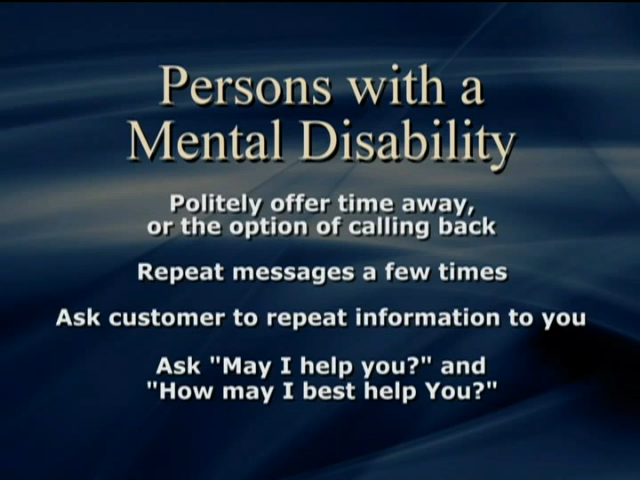 Persons with a
Mental Disability
Politely offer time away,
or the option of calling back
Repeat messages a few times
Ask customer to repeat information to you
Ask "May I help you?" and
"How may I best help You?"